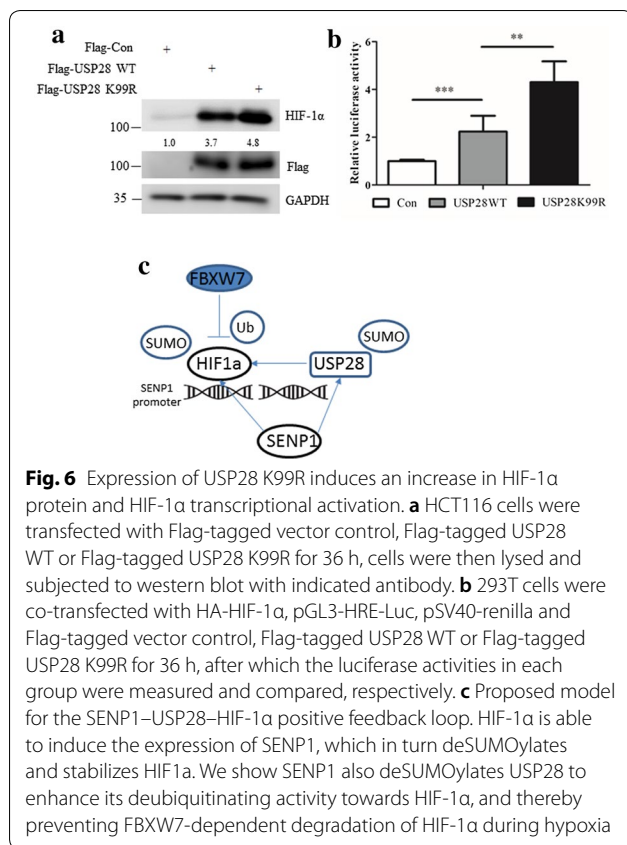 a
Flag-Con +
Flag-USP28 WT +
Flag-USP28 K99R +
100
HIF-1α
1.0 3.7 4.8
100
Flag
35
GAPDH
b
Relative luciferase activity
6
4
2
0
***
**
Con USP28WT USP28K99R
c
FBXW7
Ub
SUMO
SUMO
HIF1a
USP28
SENP1
promoter
SENP1
Fig. 6 Expression of USP28 K99R induces an increase in HIF-1α
protein and HIF-1α transcriptional activation. a HCT116 cells were
transfected with Flag-tagged vector control, Flag-tagged USP28
WT or Flag-tagged USP28 K99R for 36 h, cells were then lysed and
subjected to western blot with indicated antibody. b 293T cells were
co-transfected with HA-HIF-1α, pGL3-HRE-Luc, pSV40-renilla and
Flag-tagged vector control, Flag-tagged USP28 WT or Flag-tagged
USP28 K99R for 36 h, after which the luciferase activities in each
group were measured and compared, respectively. c Proposed model
for the SENP1–USP28–HIF-1α positive feedback loop. HIF-1α is able
to induce the expression of SENP1, which in turn deSUMOylates
and stabilizes HIF1a. We show SENP1 also deSUMOylates USP28 to
enhance its deubiquitinating activity towards HIF-1α, and thereby
preventing FBXW7-dependent degradation of HIF-1α during hypoxia